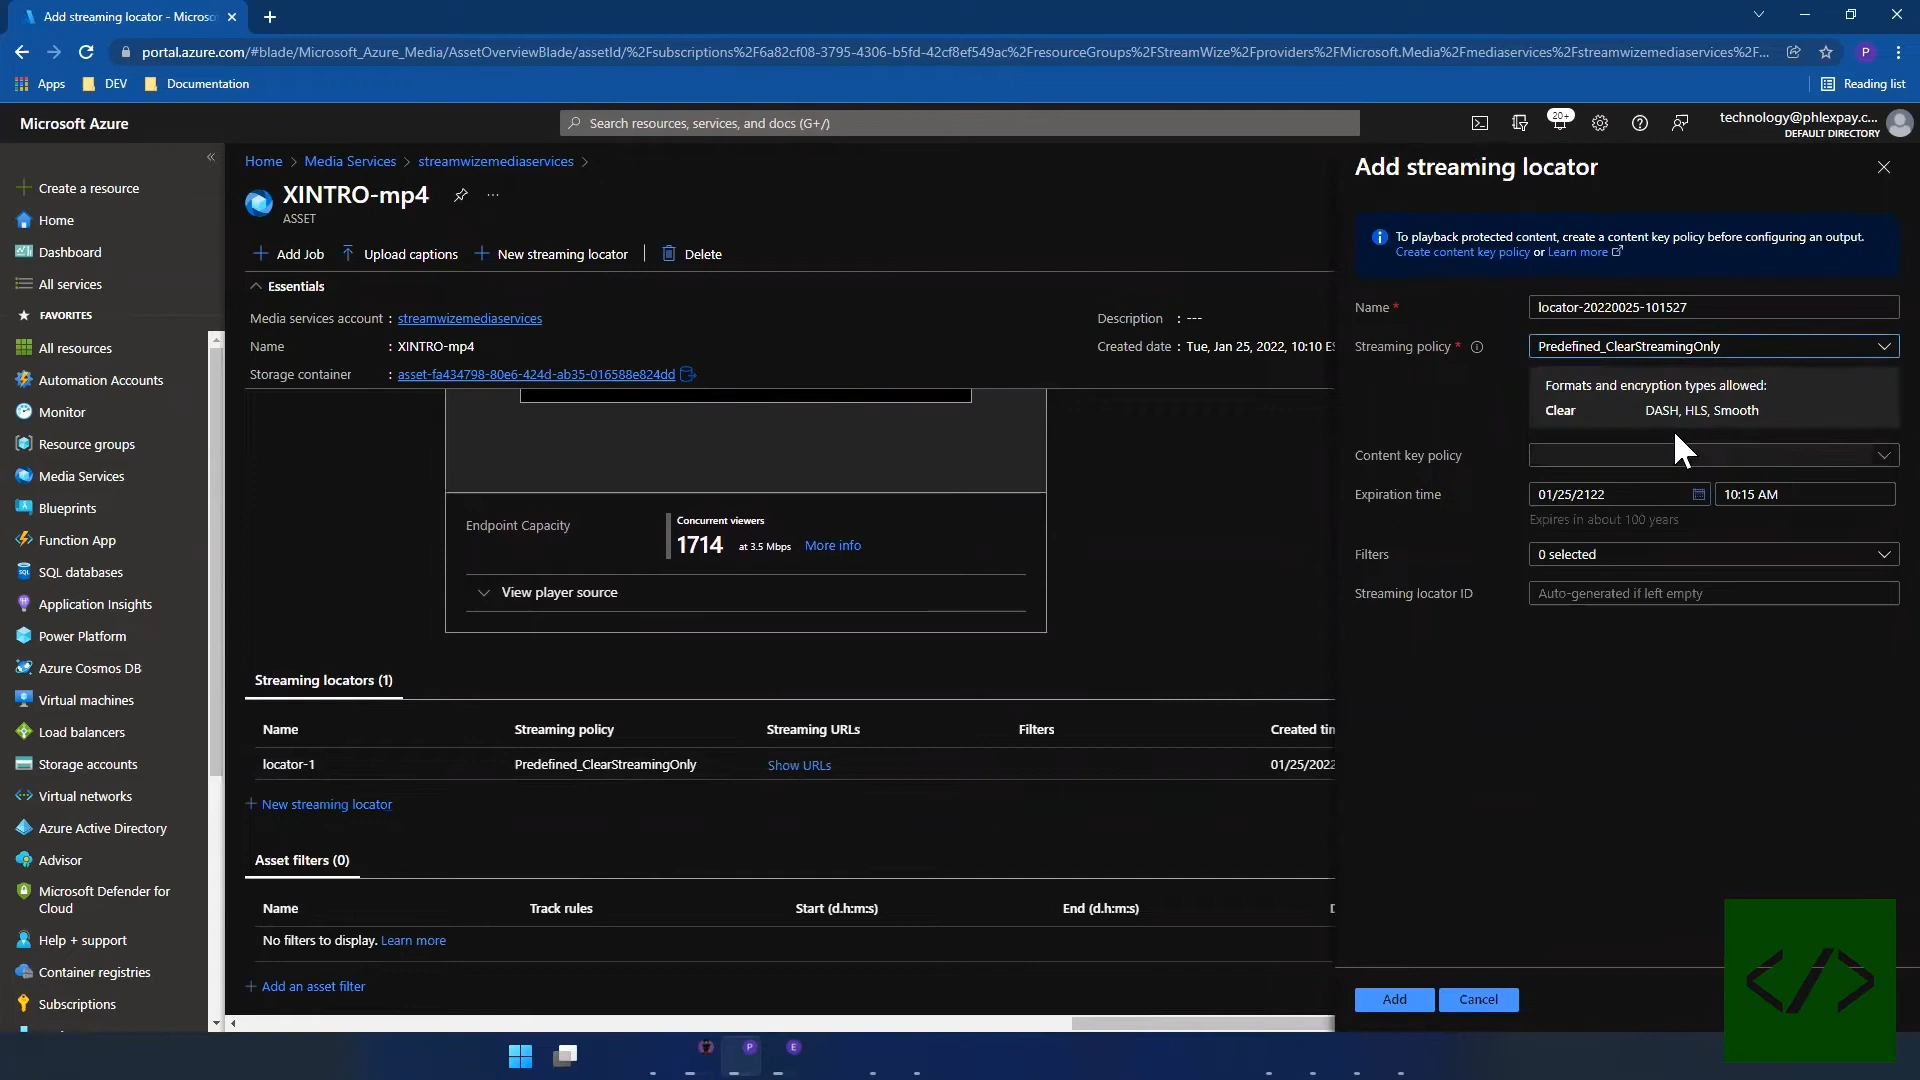 Add streaming locator - Microso
portal.azure.com/#blade/Microsoft_Azure_Media/AssetOverviewBlade/assetId/%2Fsubscriptions%2F6a82cf08-3795-4306-b5fd-42cf8ef549ac%2FresourceGroups%2FStreamWize%2Fproviders%2FMicrosoft.Media%2Fmediaservices%2Fstreamwizemediaservices%2F...
P
Apps
DEV
Documentation
Reading list
Microsoft Azure
Search resources, services, and docs (G+/)
20+
technology@phlexpay.c...
DEFAULT DIRECTORY
Create a resource
Home
Dashboard
All services
FAVORITES
All resources
Automation Accounts
Monitor
Resource groups
Media Services
Blueprints
Function App
SQL databases
Application Insights
Power Platform
Azure Cosmos DB
Virtual machines
Load balancers
Storage accounts
Virtual networks
Azure Active Directory
Advisor
Microsoft Defender for
Cloud
Help + support
Container registries
Subscriptions
Home > Media Services > streamwizemediaservices >
XINTRO-mp4
ASSET
Add Job
Upload captions
New streaming locator
Delete
Essentials
Media services account : streamwizemediaservices
Name : XINTRO-mp4
Storage container : asset-fa434798-80e6-424d-ab35-016588e824dd
Description : ---
Created date : Tue, Jan 25, 2022, 10:10 ES
Endpoint Capacity
Concurrent viewers
1714 at 3.5 Mbps More info
View player source
Streaming locators (1)
Name Streaming policy Streaming URLs Filters Created tim
locator-1 Predefined_ClearStreamingOnly Show URLs 01/25/2022
+ New streaming locator
Asset filters (0)
Name Track rules Start (d.h:m:s) End (d.h:m:s)
No filters to display. Learn more
+ Add an asset filter
Add streaming locator
To playback protected content, create a content key policy before configuring an output.
Create content key policy or Learn more
Name *
locator-20220025-101527
Streaming policy *
Predefined_ClearStreamingOnly
Formats and encryption types allowed:
Clear DASH, HLS, Smooth
Content key policy
Expiration time
01/25/2122
10:15 AM
Expires in about 100 years
Filters
0 selected
Streaming locator ID
Auto-generated if left empty
Add
Cancel
</>
P
E